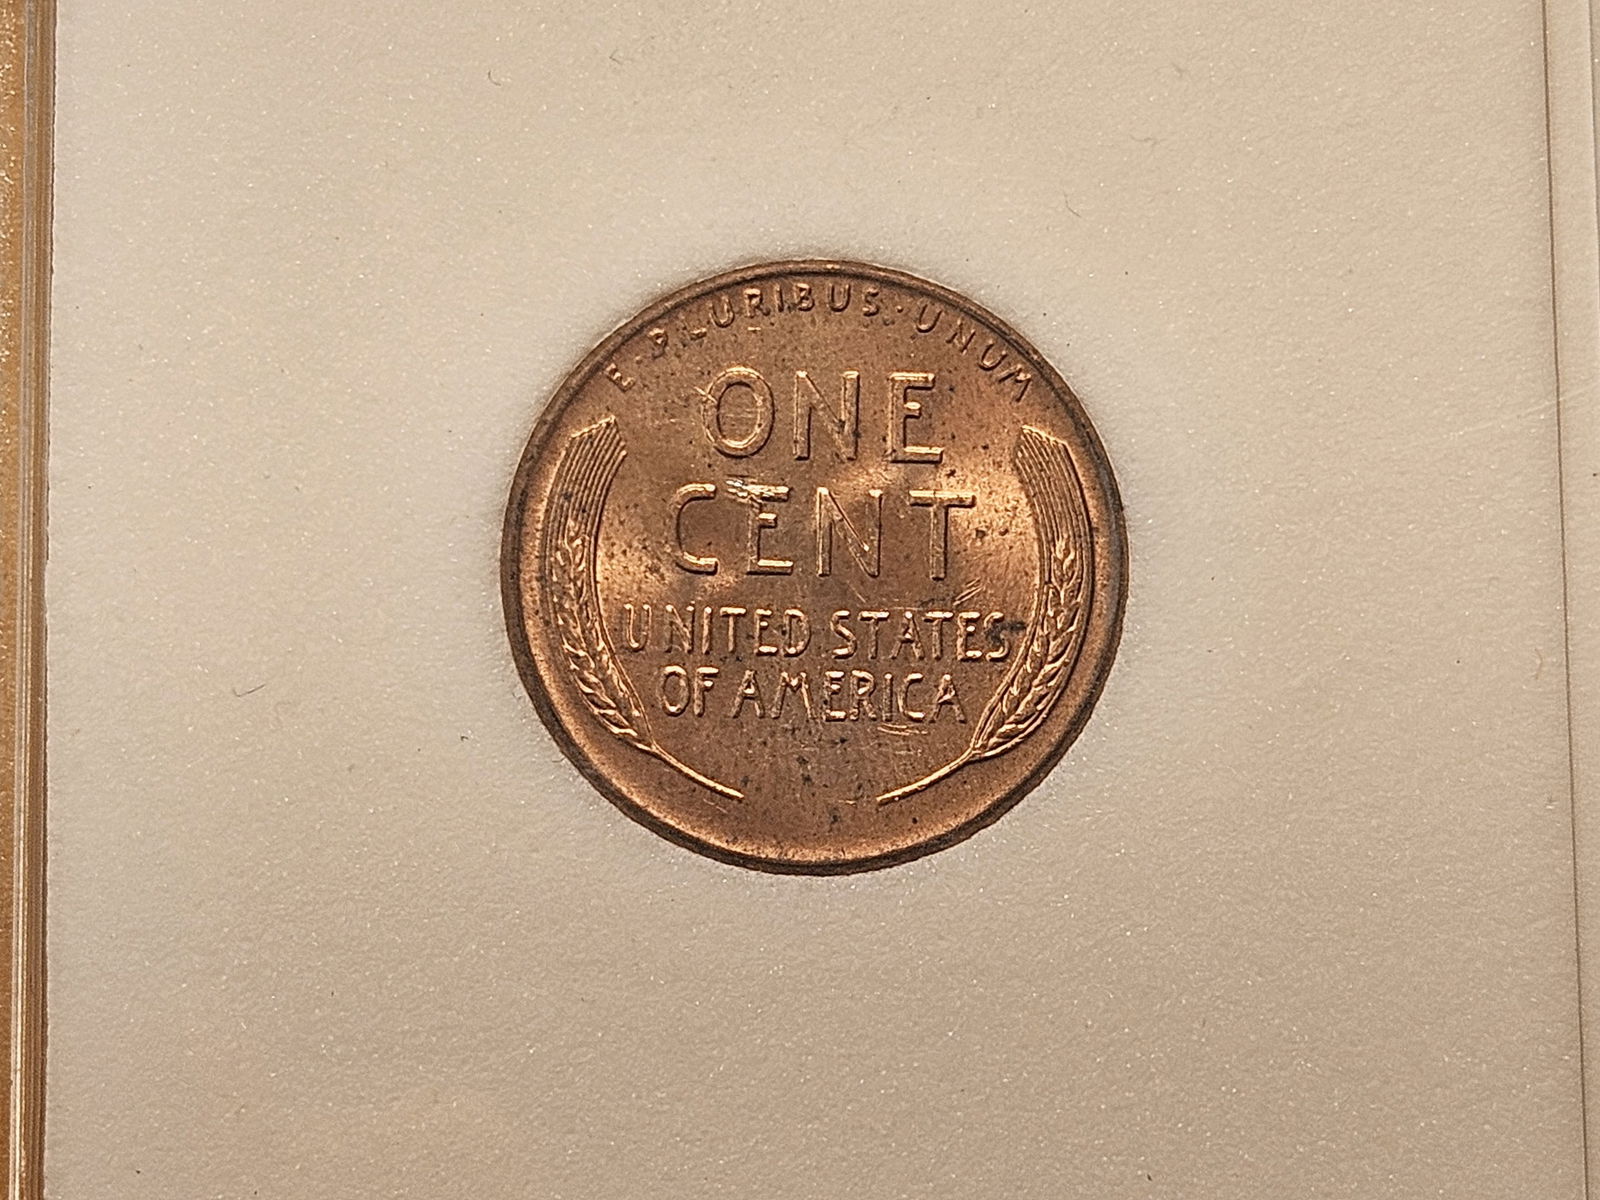 E · PLURIBUS · UNUM
ONE
CENT
UNITED STATES
OF AMERICA